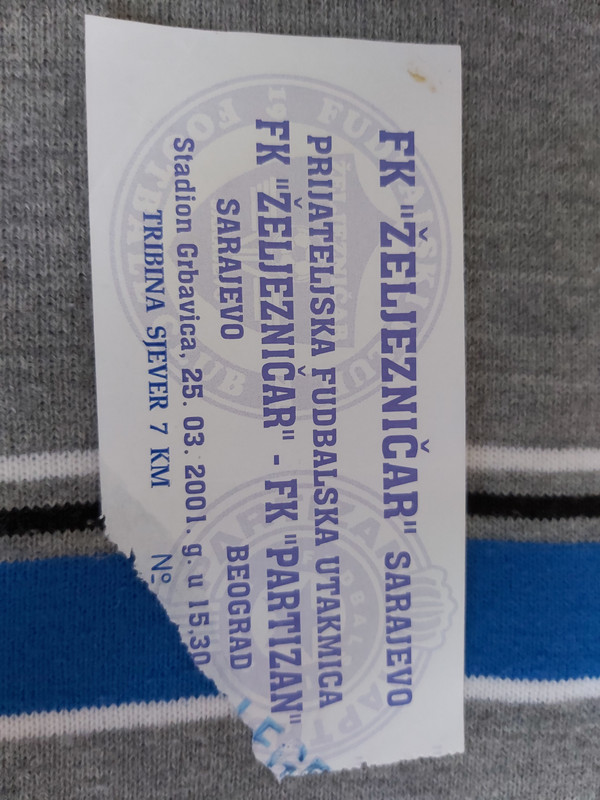 FK "ŽELJEZNIČAR" SARAJEVO
PRIJATELJSKA FUDBALSKA UTAKMICA
FK "ŽELJEZNIČAR" - FK "PARTIZAN"
SARAJEVO BEOGRAD
Stadion Grbavica, 25. 03. 2001. g. u 15,30
TRIBINA SJEVER 7 KM Nº